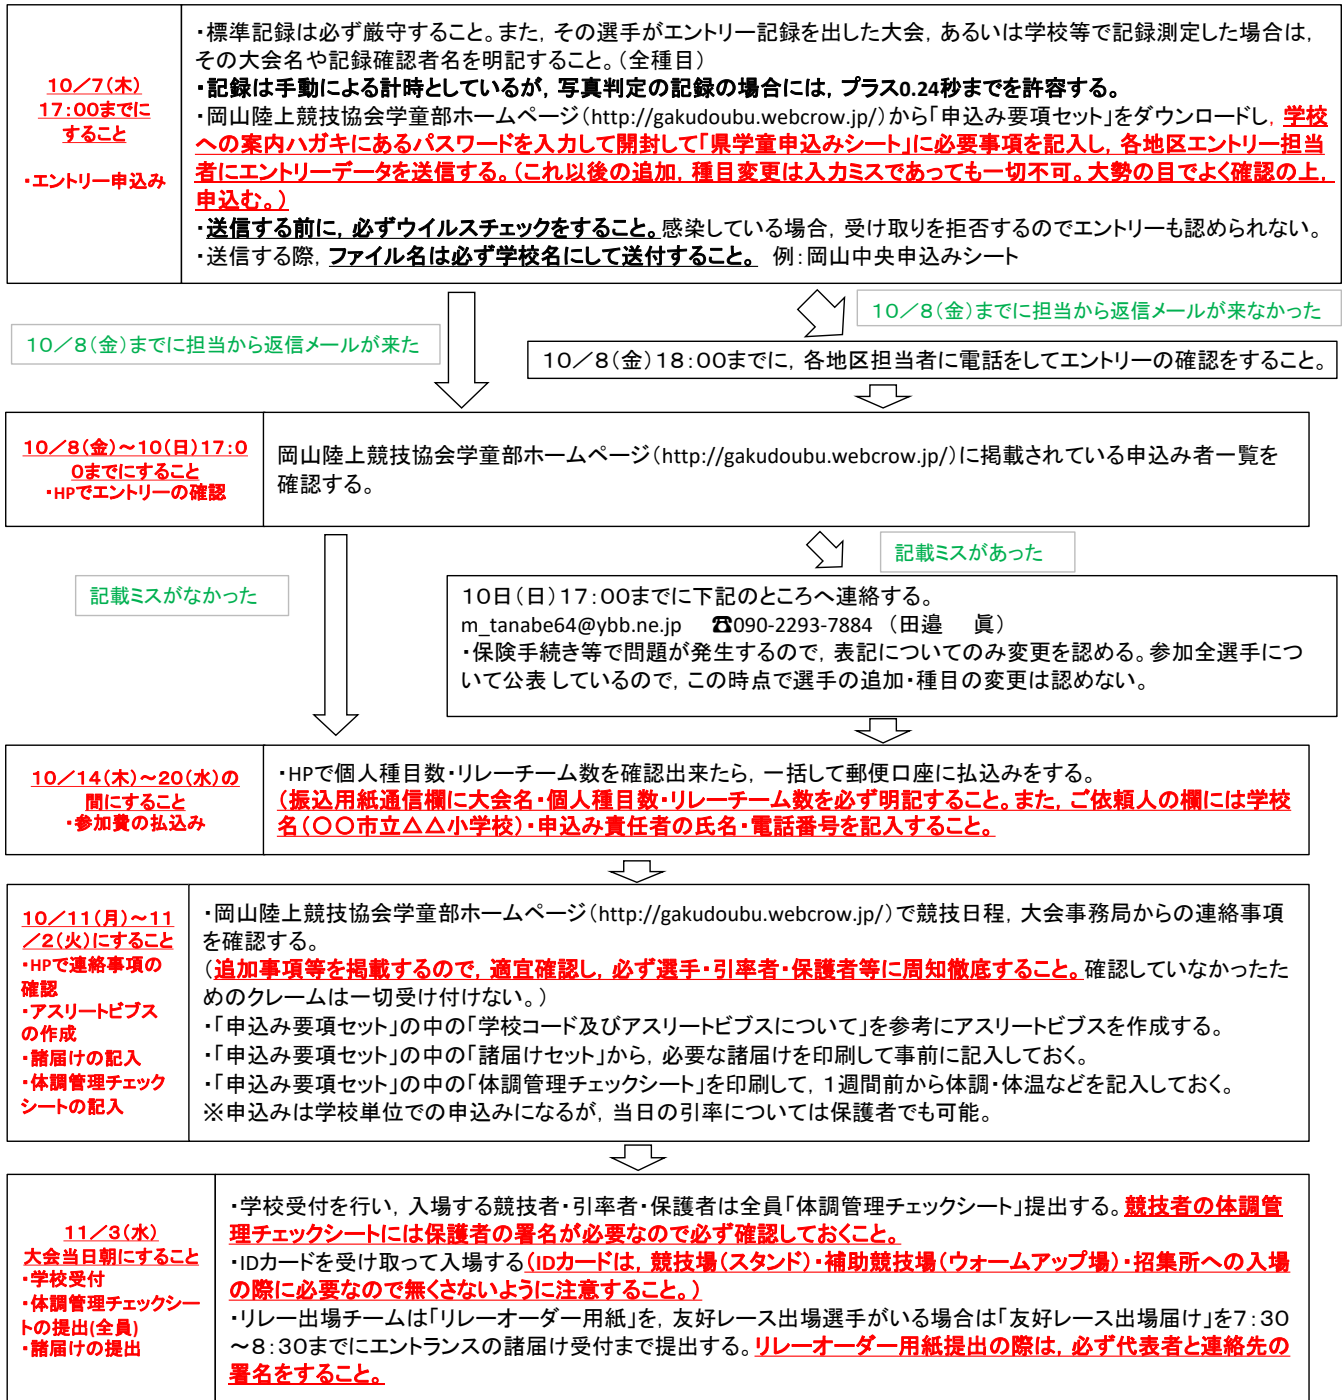 10／7（木）
17：00までに
すること
・エントリー申込み
・標準記録は必ず厳守すること。また，その選手がエントリー記録を出した大会，あるいは学校等で記録測定した場合は，
その大会名や記録確認者名を明記すること。（全種目）
・記録は手動による計時としているが，写真判定の記録の場合には，プラス0.24秒までを許容する。
・岡山陸上競技協会学童部ホームページ（http://gakudoubu.webcrow.jp/）から「申込み要項セット」をダウンロードし，学校
への案内ハガキにあるパスワードを入力して開封して「県学童申込みシート」に必要事項を記入し，各地区エントリー担当
者にエントリーデータを送信する。（これ以後の追加，種目変更は入力ミスであっても一切不可。大勢の目でよく確認の上，
申込む。）
・送信する前に，必ずウイルスチェックをすること。感染している場合，受け取りを拒否するのでエントリーも認められない。
・送信する際，ファイル名は必ず学校名にして送付すること。　例：岡山中央申込みシート
10／8（金）までに担当から返信メールが来た
10／8（金）までに担当から返信メールが来なかった
10／8（金）18：00までに，各地区担当者に電話をしてエントリーの確認をすること。
10／8（金）～10（日）17：0
0までにすること
・HPでエントリーの確認
岡山陸上競技協会学童部ホームページ（http://gakudoubu.webcrow.jp/）に掲載されている申込み者一覧を
確認する。
記載ミスがなかった
記載ミスがあった
10日（日）17：00までに下記のところへ連絡する。
m_tanabe64@ybb.ne.jp　☎090-2293-7884　（田邉　眞）
・保険手続き等で問題が発生するので，表記についてのみ変更を認める。参加全選手につ
いて公表しているので，この時点で選手の追加・種目の変更は認めない。
10／14（木）～20（水）の
間にすること
・参加費の払込み
・HPで個人種目数・リレーチーム数を確認出来たら，一括して郵便口座に払込みをする。
（振込用紙通信欄に大会名・個人種目数・リレーチーム数を必ず明記すること。また，ご依頼人の欄には学校
名（○○市立△△小学校）・申込み責任者の氏名・電話番号を記入すること。
10／11（月）～11
／2（火）にすること
・HPで連絡事項の
確認
・アスリートビブス
の作成
・諸届けの記入
・体調管理チェック
シートの記入
・岡山陸上競技協会学童部ホームページ（http://gakudoubu.webcrow.jp/）で競技日程，大会事務局からの連絡事項
を確認する。
（追加事項等を掲載するので，適宜確認し，必ず選手・引率者・保護者等に周知徹底すること。確認していなかったた
めのクレームは一切受け付けない。）
・「申込み要項セット」の中の「学校コード及びアスリートビブスについて」を参考にアスリートビブスを作成する。
・「申込み要項セット」の中の「諸届けセット」から，必要な諸届けを印刷して事前に記入しておく。
・「申込み要項セット」の中の「体調管理チェックシート」を印刷して，1週間前から体調・体温などを記入しておく。
※申込みは学校単位での申込みになるが，当日の引率については保護者でも可能。
11／3（水）
大会当日朝にすること
・学校受付
・体調管理チェックシー
トの提出(全員)
・諸届けの提出
・学校受付を行い，入場する競技者・引率者・保護者は全員「体調管理チェックシート」提出する。競技者の体調管
理チェックシートには保護者の署名が必要なので必ず確認しておくこと。
・IDカードを受け取って入場する（IDカードは，競技場（スタンド）・補助競技場（ウォームアップ場）・招集所への入場
の際に必要なので無くさないように注意すること。）
・リレー出場チームは「リレーオーダー用紙」を，友好レース出場選手がいる場合は「友好レース出場届け」を7：30
～8：30までにエントランスの諸届け受付まで提出する。リレーオーダー用紙提出の際は，必ず代表者と連絡先の
署名をすること。